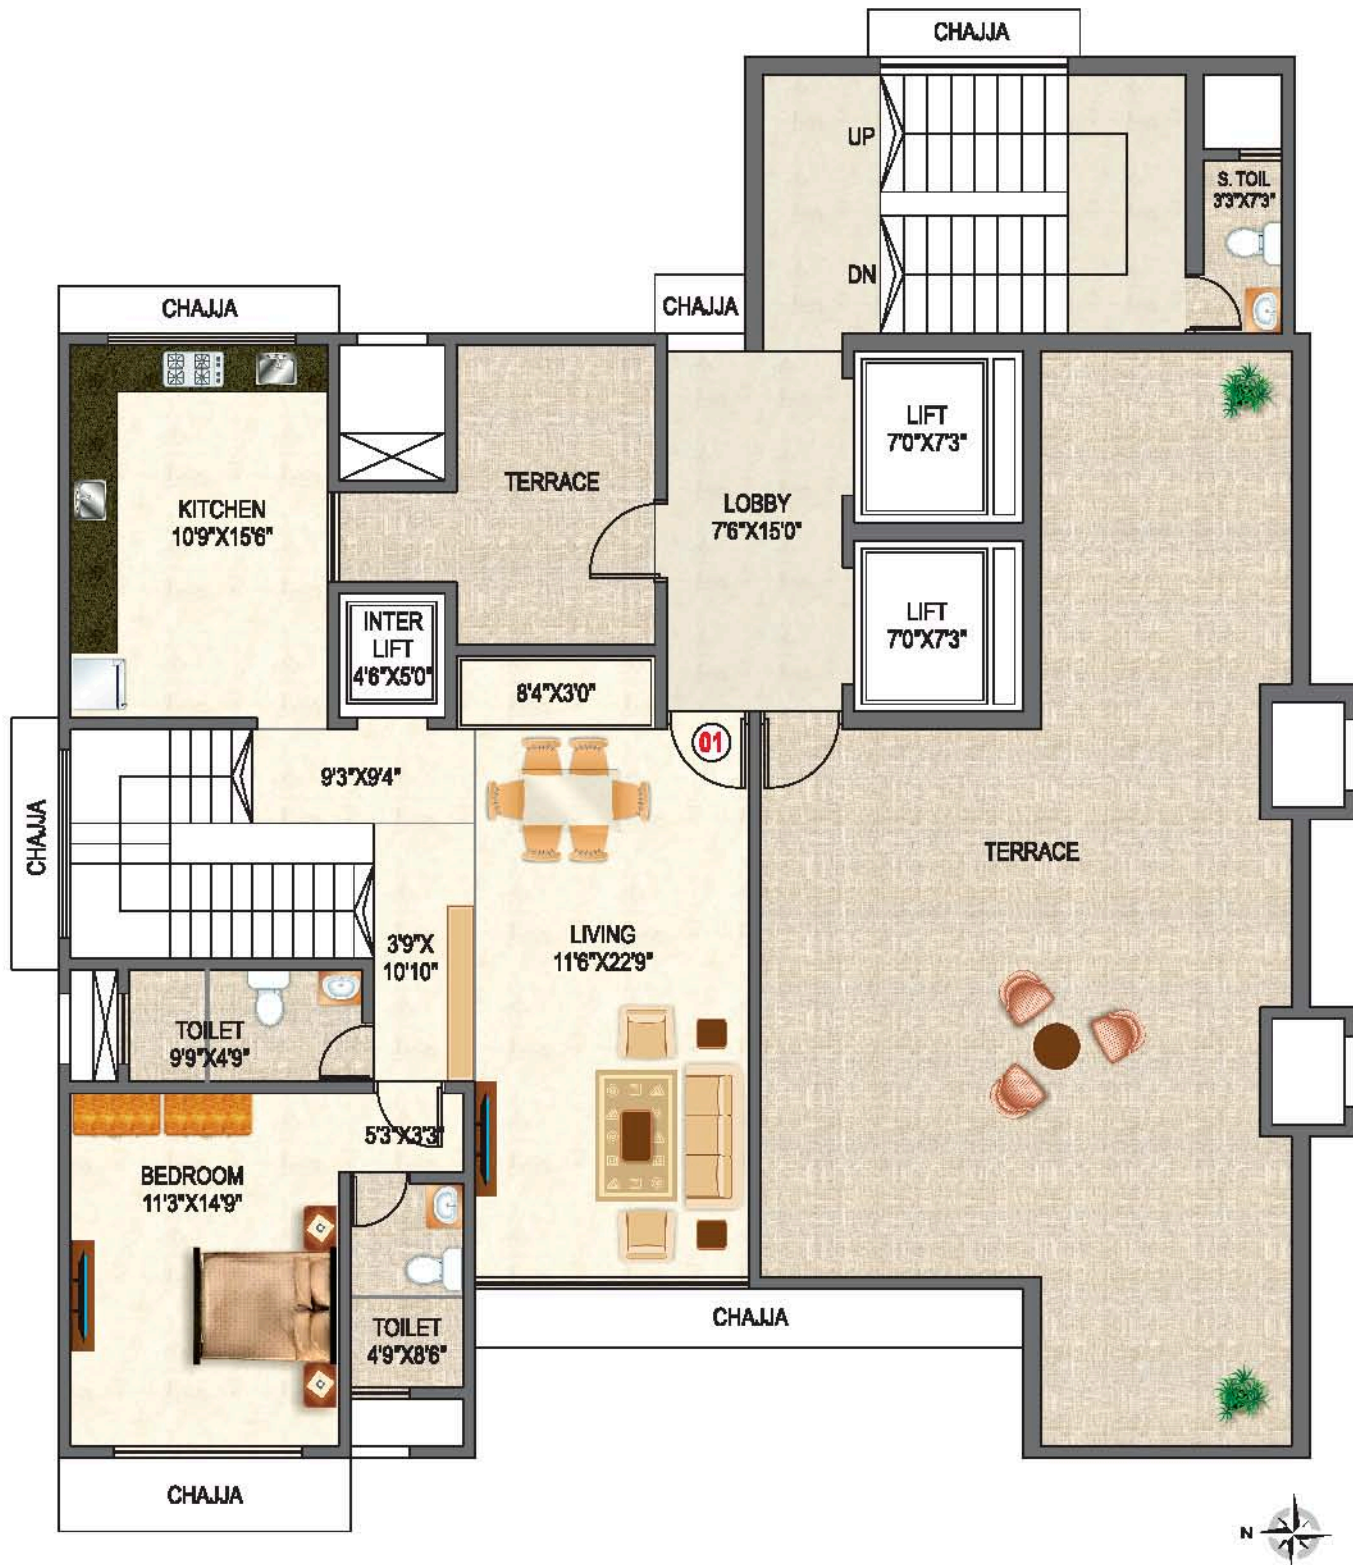 CHAJJA
UP
S. TOIL
3'3"X7'3"
DN
CHAJJA
CHAJJA
LIFT
7'0"X7'3"
TERRACE
KITCHEN
10'9"X15'6"
LOBBY
7'6"X15'0"
INTER
LIFT
4'6"X5'0"
LIFT
7'0"X7'3"
8'4"X3'0"
01
9'3"X9'4"
CHAJJA
TERRACE
3'9"X
10'10"
LIVING
11'6"X22'9"
TOILET
9'9"X4'9"
5'3"X3'3"
BEDROOM
11'3"X14'9"
CHAJJA
TOILET
4'9"X8'6"
CHAJJA
N